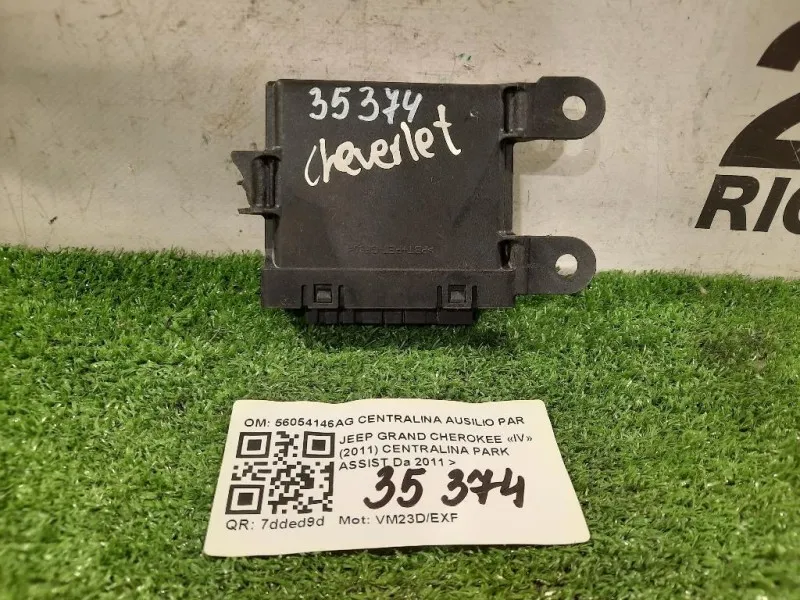 35374
Cheverlet
2
RIC
OM: 56054146AG CENTRALINA AUSILIO PAR
JEEP GRAND CHEROKEE «IV»
(2011) CENTRALINA PARK
ASSIST Da 2011 >
35 374
QR: 7dded9d Mot: VM23D/EXF